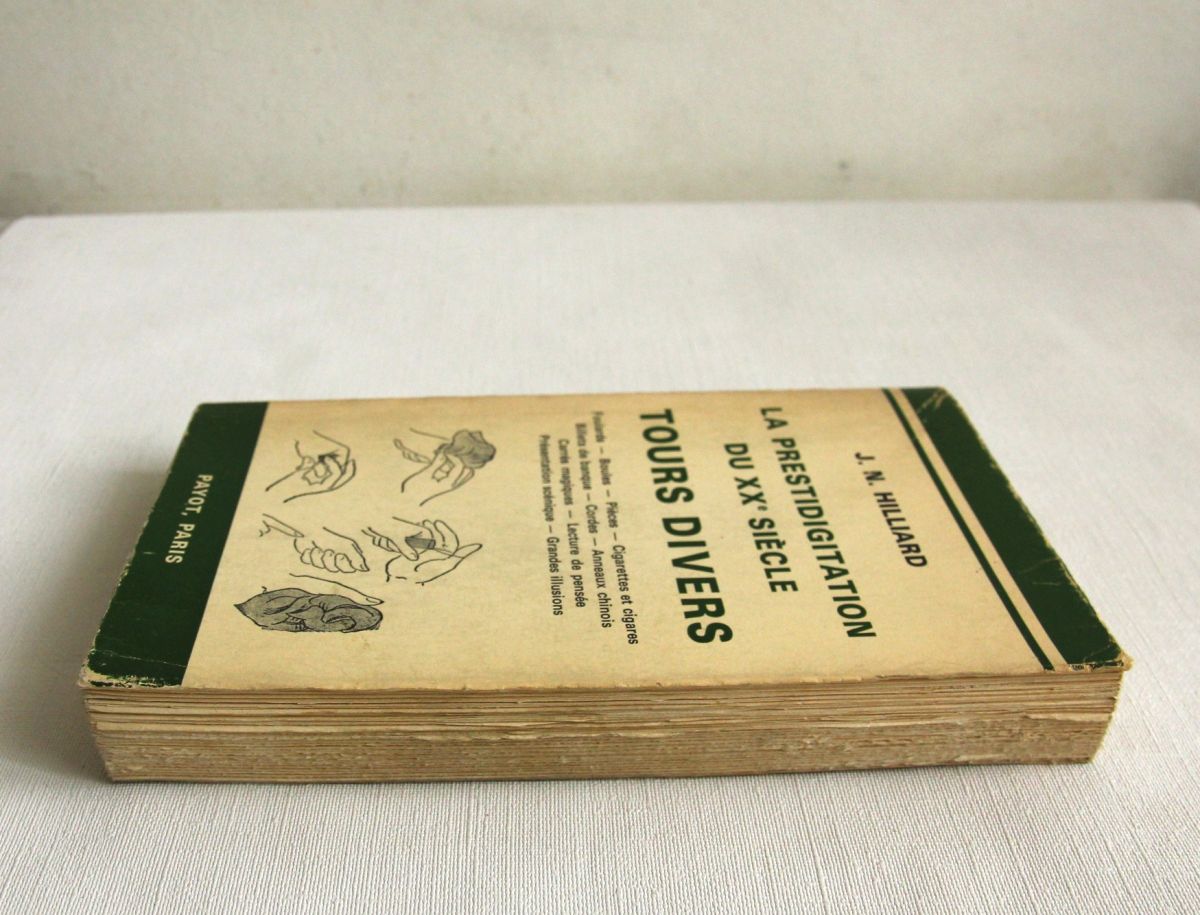 J. N. HILLIARD
LA PRESTIDIGITATION
DU XXe SIÈCLE
TOURS DIVERS
Foulards — Boules — Pièces — Cigarettes et cigares
Billets de banque — Cordes — Anneaux chinois
Carrés magiques — Lecture de pensée
Présentation scénique — Grandes illusions
PAYOT, PARIS